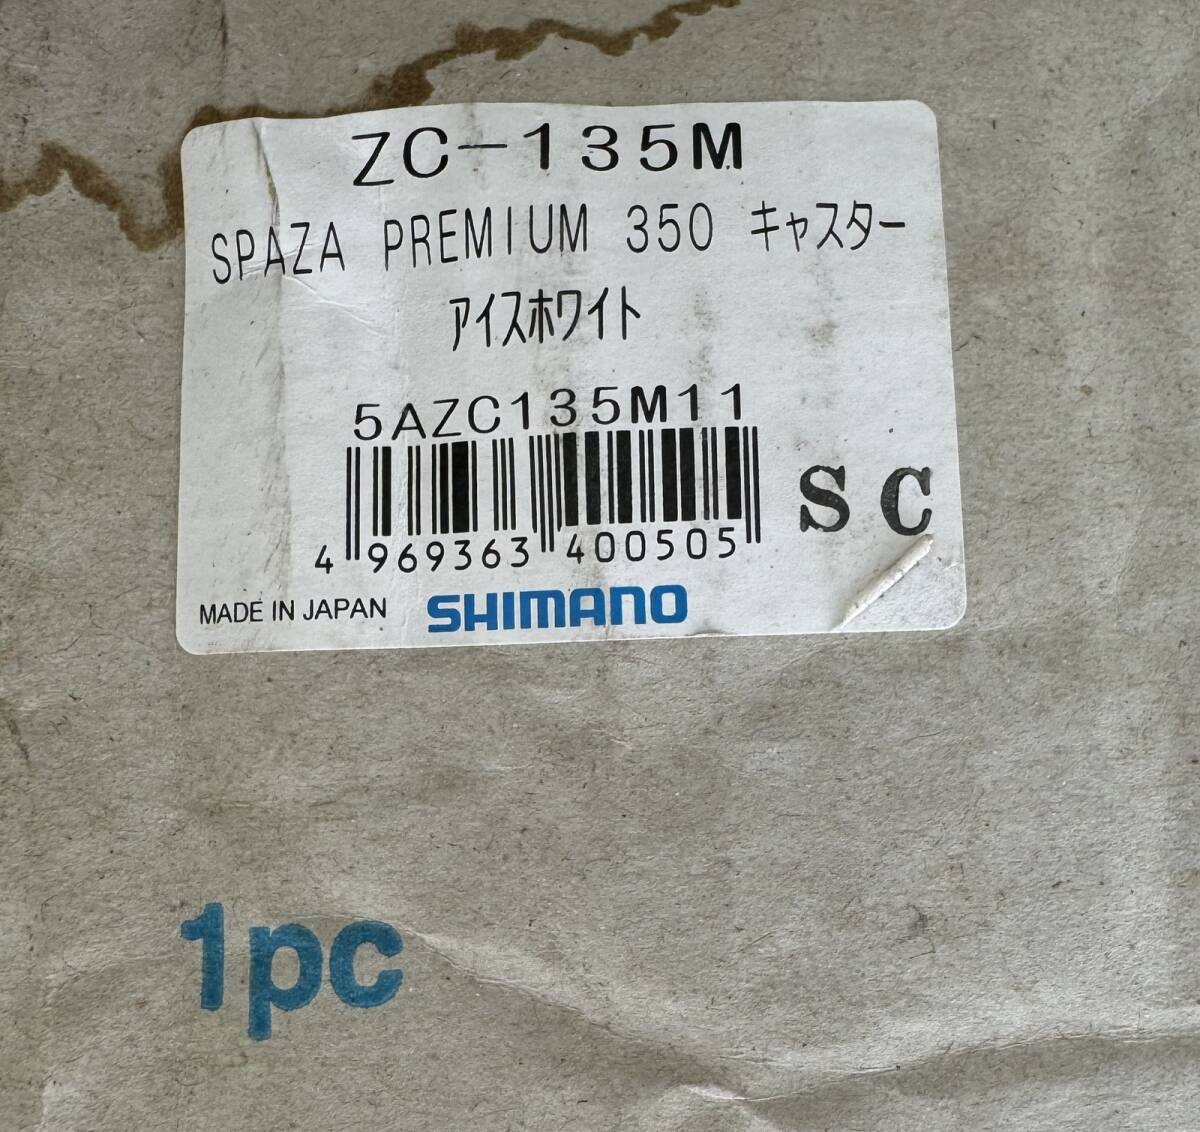 ZC-135M
SPAZA PREMIUM 350 キャスター
アイスホワイト
5AZC135M11
4 969363 400505
S C
MADE IN JAPAN SHIMANO
1pc